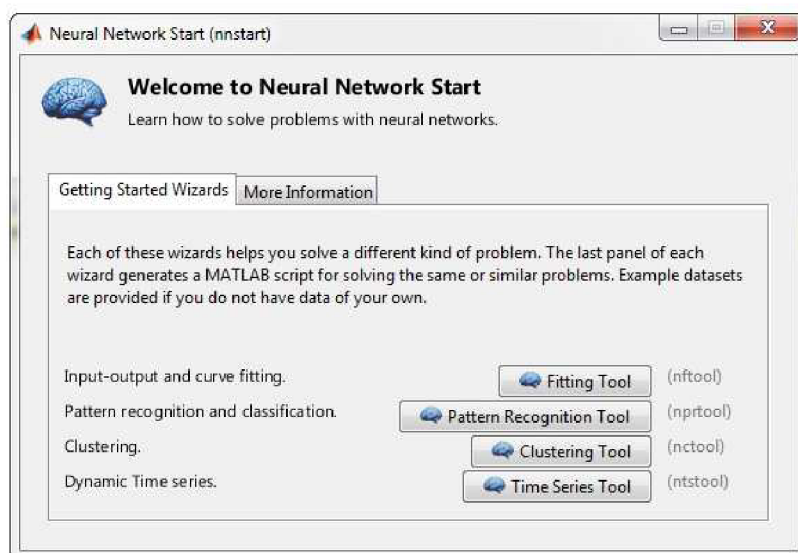 Neural Network Start (nnstart)
Welcome to Neural Network Start
Learn how to solve problems with neural networks.
Getting Started Wizards
More Information
Each of these wizards helps you solve a different kind of problem. The last panel of each
wizard generates a MATLAB script for solving the same or similar problems. Example datasets
are provided if you do not have data of your own.
Input-output and curve fitting. Fitting Tool (nftool)
Pattern recognition and classification. Pattern Recognition Tool (nprtool)
Clustering. Clustering Tool (nctool)
Dynamic Time series. Time Series Tool (ntstool)